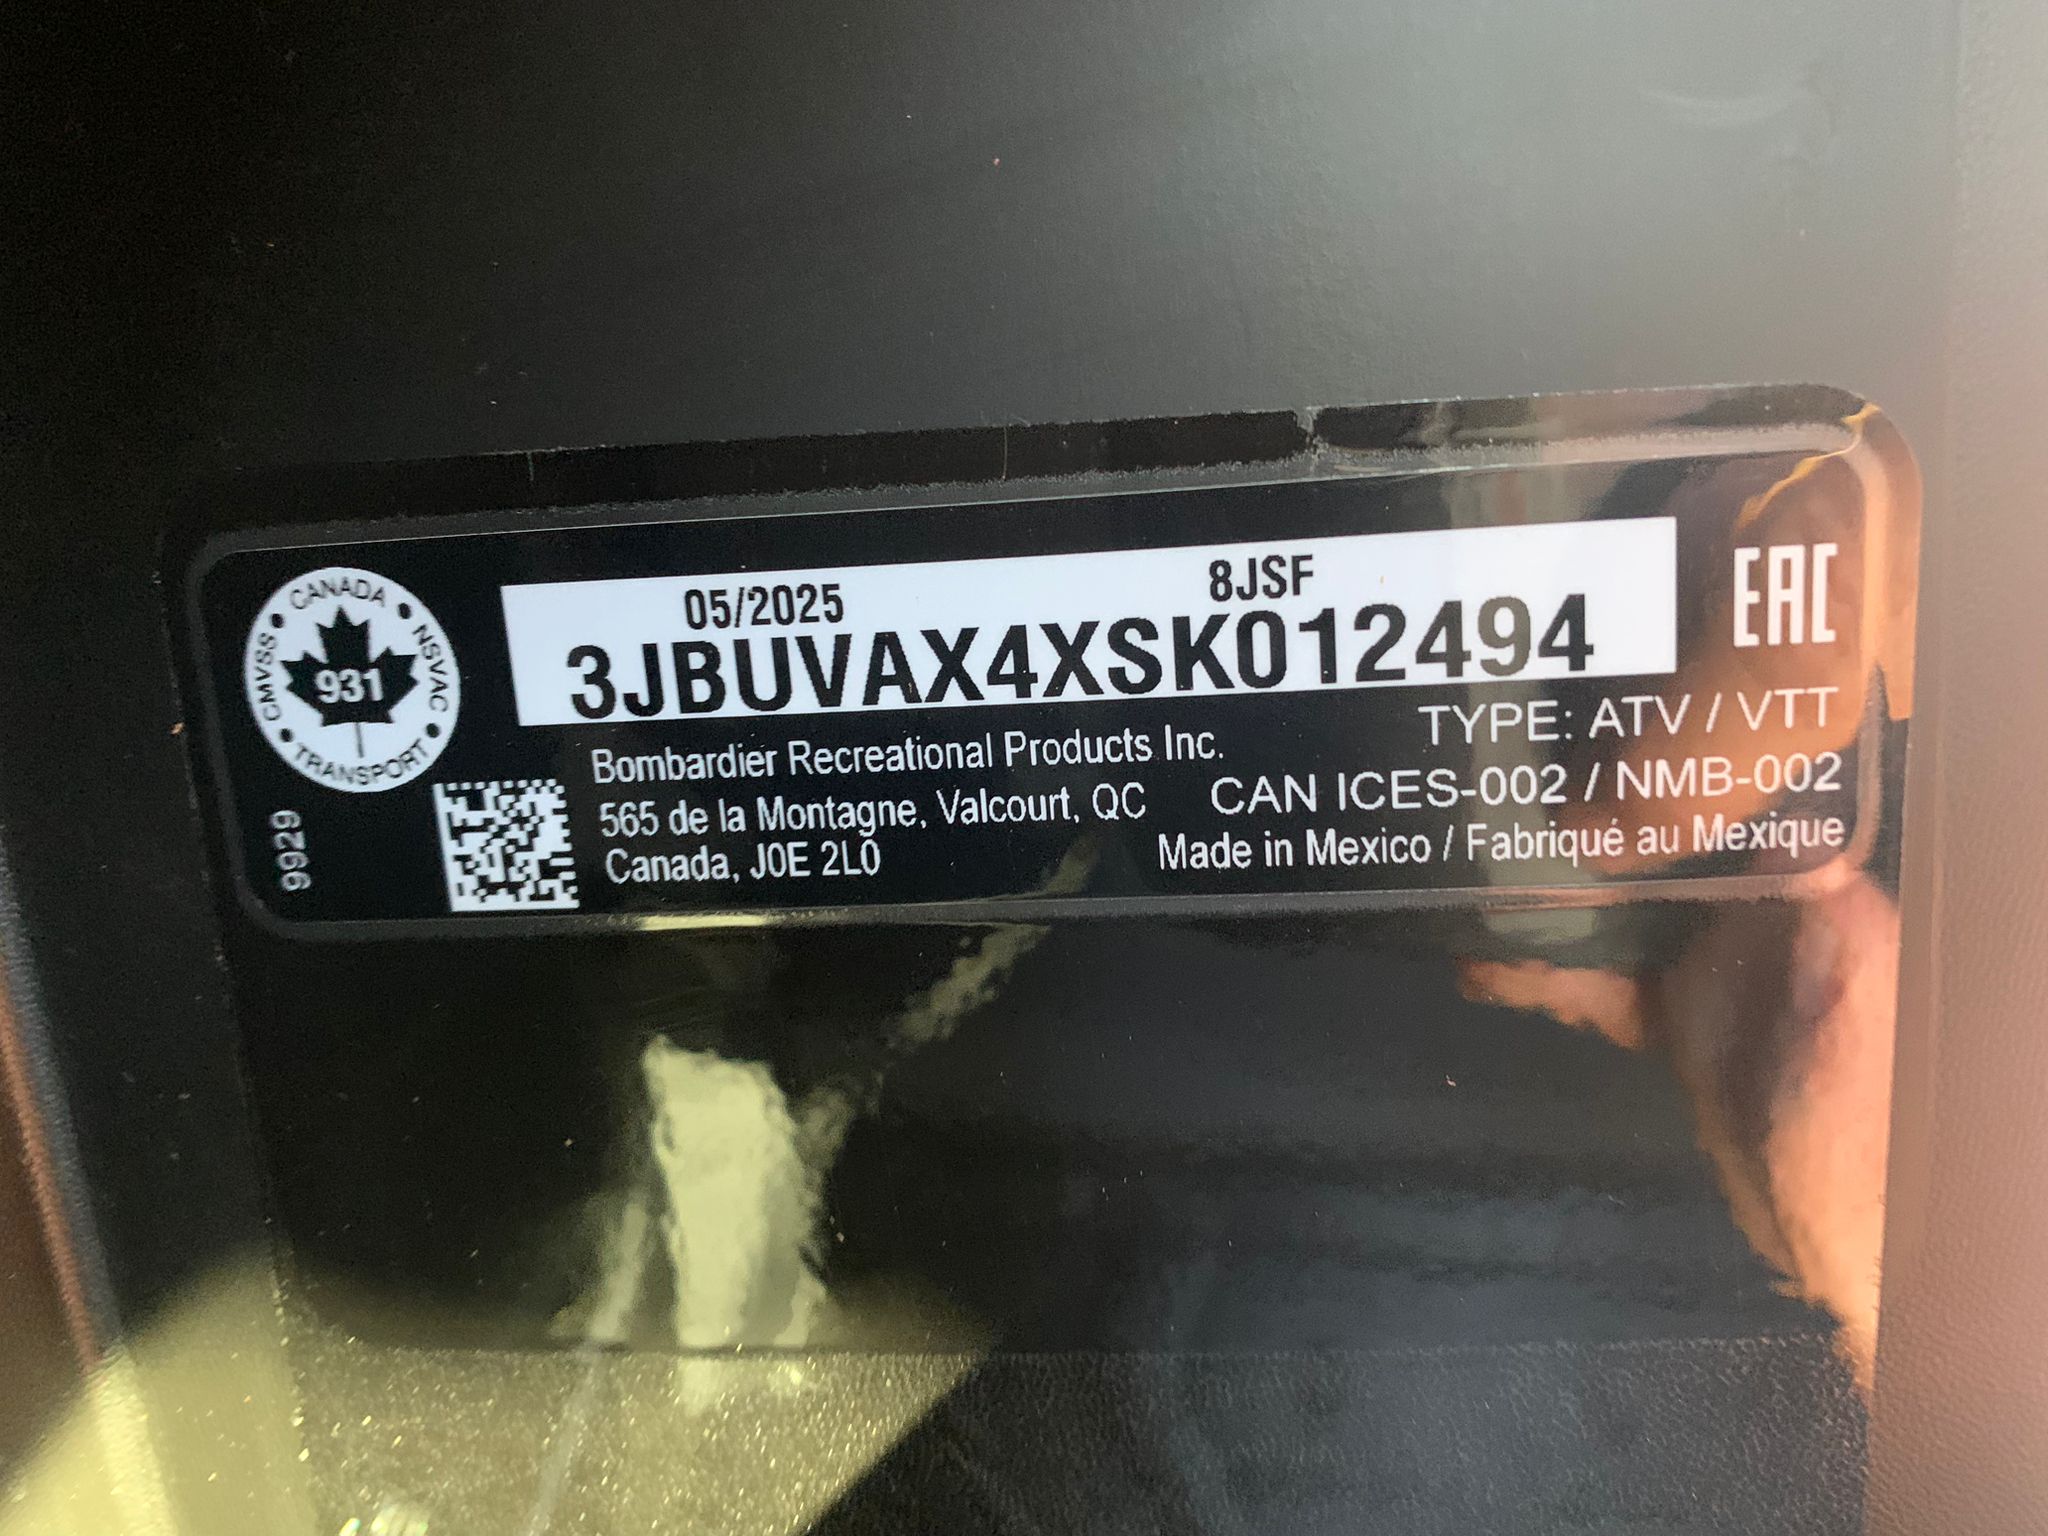 CANADA
NSVAC
TRANSPORT
CMVSS
931
9929
05/2025
8JSF
3JBUVAX4XSK012494
EAC
Bombardier Recreational Products Inc.
565 de la Montagne, Valcourt, QC
Canada, J0E 2L0
TYPE: ATV / VTT
CAN ICES-002 / NMB-002
Made in Mexico / Fabriqué au Mexique